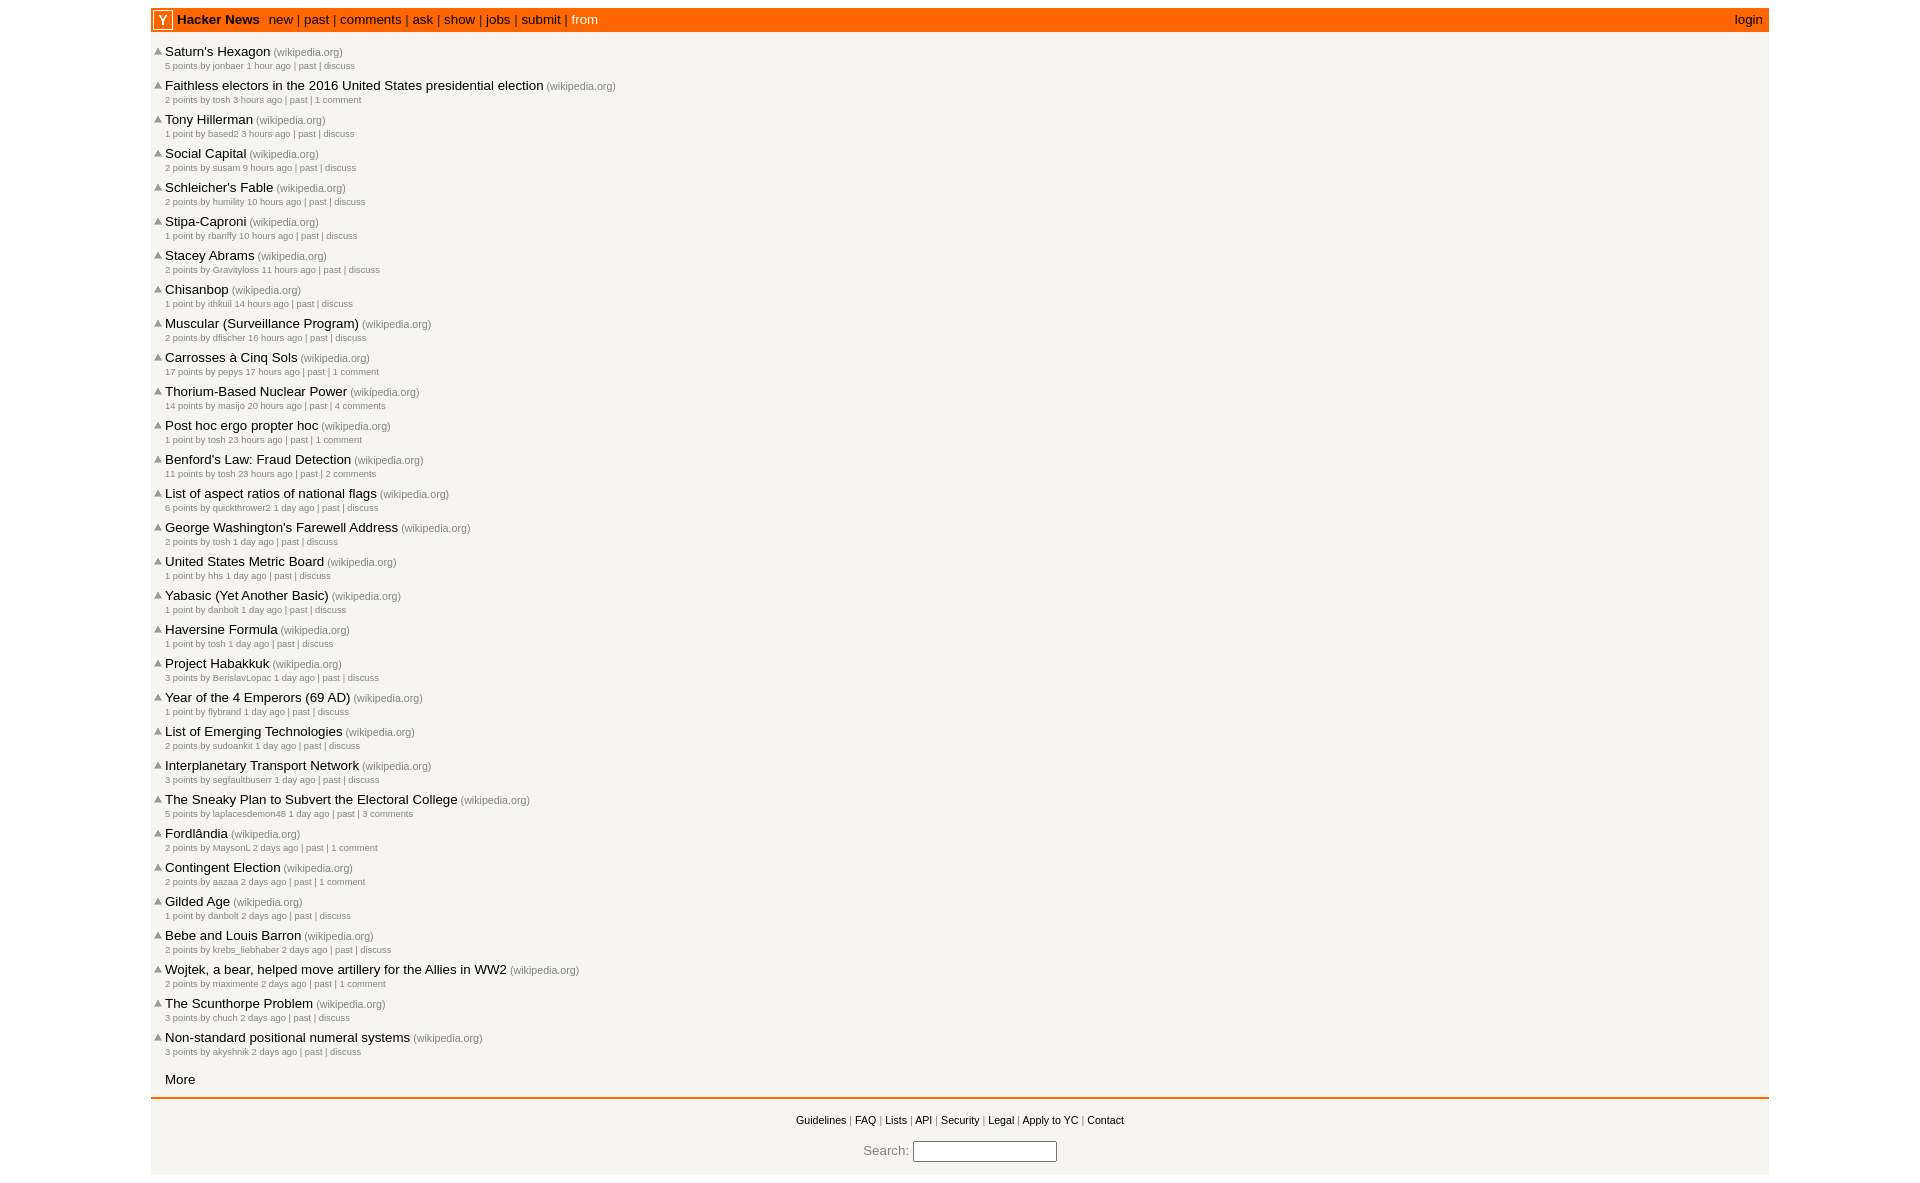 Y Hacker News new | past | comments | ask | show | jobs | submit | from login
Saturn's Hexagon (wikipedia.org)
5 points by jonbaer 1 hour ago | past | discuss
Faithless electors in the 2016 United States presidential election (wikipedia.org)
2 points by tosh 3 hours ago | past | 1 comment
Tony Hillerman (wikipedia.org)
1 point by based2 3 hours ago | past | discuss
Social Capital (wikipedia.org)
2 points by susam 9 hours ago | past | discuss
Schleicher's Fable (wikipedia.org)
2 points by humility 10 hours ago | past | discuss
Stipa-Caproni (wikipedia.org)
1 point by rbanffy 10 hours ago | past | discuss
Stacey Abrams (wikipedia.org)
2 points by Gravityloss 11 hours ago | past | discuss
Chisanbop (wikipedia.org)
1 point by ithkuil 14 hours ago | past | discuss
Muscular (Surveillance Program) (wikipedia.org)
2 points by dfischer 16 hours ago | past | discuss
Carrosses à Cinq Sols (wikipedia.org)
17 points by pepys 17 hours ago | past | 1 comment
Thorium-Based Nuclear Power (wikipedia.org)
14 points by masijo 20 hours ago | past | 4 comments
Post hoc ergo propter hoc (wikipedia.org)
1 point by tosh 23 hours ago | past | 1 comment
Benford's Law: Fraud Detection (wikipedia.org)
11 points by tosh 23 hours ago | past | 2 comments
List of aspect ratios of national flags (wikipedia.org)
6 points by quickthrower2 1 day ago | past | discuss
George Washington's Farewell Address (wikipedia.org)
2 points by tosh 1 day ago | past | discuss
United States Metric Board (wikipedia.org)
1 point by hhs 1 day ago | past | discuss
Yabasic (Yet Another Basic) (wikipedia.org)
1 point by danbolt 1 day ago | past | discuss
Haversine Formula (wikipedia.org)
1 point by tosh 1 day ago | past | discuss
Project Habakkuk (wikipedia.org)
3 points by BerislavLopac 1 day ago | past | discuss
Year of the 4 Emperors (69 AD) (wikipedia.org)
1 point by flybrand 1 day ago | past | discuss
List of Emerging Technologies (wikipedia.org)
2 points by sudoankit 1 day ago | past | discuss
Interplanetary Transport Network (wikipedia.org)
3 points by segfaultbuserr 1 day ago | past | discuss
The Sneaky Plan to Subvert the Electoral College (wikipedia.org)
5 points by laplacesdemon48 1 day ago | past | 3 comments
Fordlândia (wikipedia.org)
2 points by MaysonL 2 days ago | past | 1 comment
Contingent Election (wikipedia.org)
2 points by aazaa 2 days ago | past | 1 comment
Gilded Age (wikipedia.org)
1 point by danbolt 2 days ago | past | discuss
Bebe and Louis Barron (wikipedia.org)
2 points by krebs_liebhaber 2 days ago | past | discuss
Wojtek, a bear, helped move artillery for the Allies in WW2 (wikipedia.org)
2 points by maximente 2 days ago | past | 1 comment
The Scunthorpe Problem (wikipedia.org)
3 points by chuch 2 days ago | past | discuss
Non-standard positional numeral systems (wikipedia.org)
3 points by akyshnik 2 days ago | past | discuss
More
Guidelines | FAQ | Lists | API | Security | Legal | Apply to YC | Contact
Search: